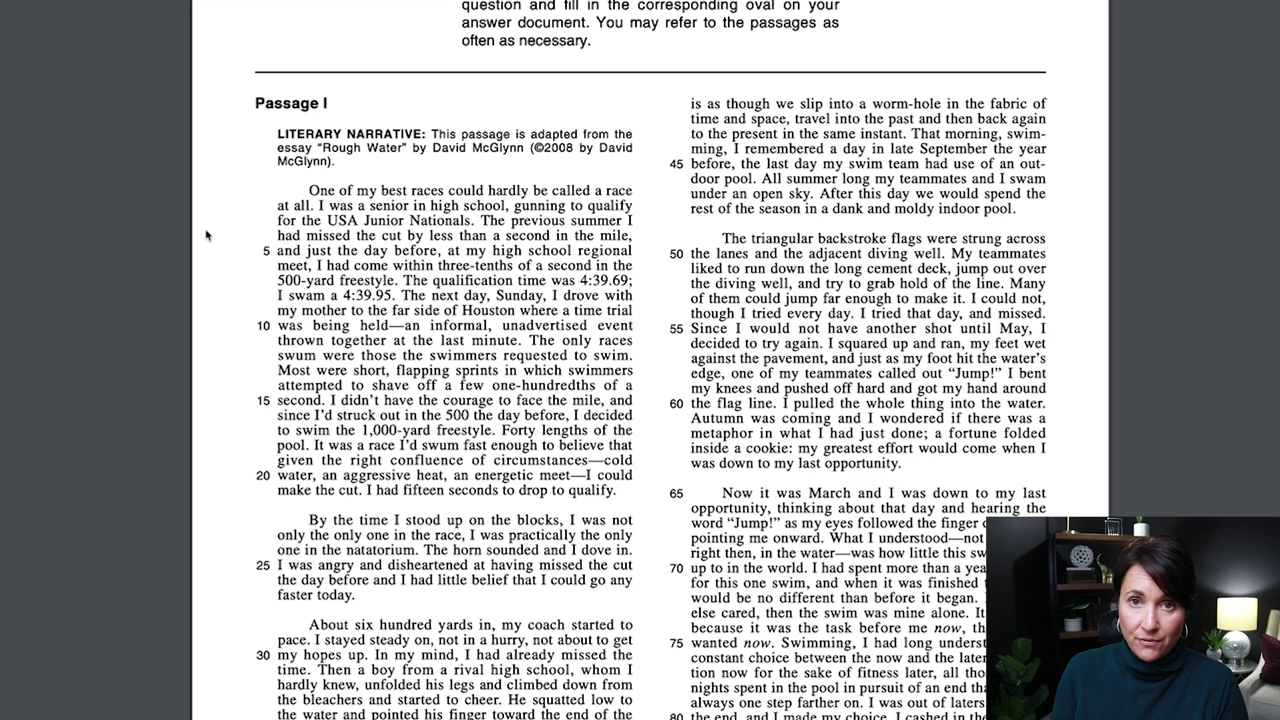 question and fill in the corresponding oval on your
answer document. You may refer to the passages as
often as necessary.
Passage I
LITERARY NARRATIVE: This passage is adapted from the
essay “Rough Water” by David McGlynn (©2008 by David
McGlynn).
One of my best races could hardly be called a race
at all. I was a senior in high school, gunning to qualify
for the USA Junior Nationals. The previous summer I
had missed the cut by less than a second in the mile,
5 and just the day before, at my high school regional
meet, I had come within three-tenths of a second in the
500-yard freestyle. The qualification time was 4:39.69;
I swam a 4:39.95. The next day, Sunday, I drove with
my mother to the far side of Houston where a time trial
10 was being held—an informal, unadvertised event
thrown together at the last minute. The only races
swum were those the swimmers requested to swim.
Most were short, flapping sprints in which swimmers
attempted to shave off a few one-hundredths of a
15 second. I didn’t have the courage to face the mile, and
since I’d struck out in the 500 the day before, I decided
to swim the 1,000-yard freestyle. Forty lengths of the
pool. It was a race I’d swum fast enough to believe that
given the right confluence of circumstances—cold
20 water, an aggressive heat, an energetic meet—I could
make the cut. I had fifteen seconds to drop to qualify.
By the time I stood up on the blocks, I was not
only the only one in the race, I was practically the only
one in the natatorium. The horn sounded and I dove in.
25 I was angry and disheartened at having missed the cut
the day before and I had little belief that I could go any
faster today.
About six hundred yards in, my coach started to
pace. I stayed steady on, not in a hurry, not about to get
30 my hopes up. In my mind, I had already missed the
time. Then a boy from a rival high school, whom I
hardly knew, unfolded his legs and climbed down from
the bleachers and started to cheer. He squatted low to
the water and pointed his finger toward the end of the
is as though we slip into a worm-hole in the fabric of
time and space, travel into the past and then back again
to the present in the same instant. That morning, swim-
ming, I remembered a day in late September the year
45 before, the last day my swim team had use of an out-
door pool. All summer long my teammates and I swam
under an open sky. After this day we would spend the
rest of the season in a dank and moldy indoor pool.
The triangular backstroke flags were strung across
50 the lanes and the adjacent diving well. My teammates
liked to run down the long cement deck, jump out over
the diving well, and try to grab hold of the line. Many
of them could jump far enough to make it. I could not,
though I tried every day. I tried that day, and missed.
55 Since I would not have another shot until May, I
decided to try again. I squared up and ran, my feet wet
against the pavement, and just as my foot hit the water’s
edge, one of my teammates called out “Jump!” I bent
my knees and pushed off hard and got my hand around
60 the flag line. I pulled the whole thing into the water.
Autumn was coming and I wondered if there was a
metaphor in what I had just done; a fortune folded
inside a cookie: my greatest effort would come when I
was down to my last opportunity.
65 Now it was March and I was down to my last
opportunity, thinking about that day and hearing the
word “Jump!” as my eyes followed the finger
pointing me onward. What I understood—not
right then, in the water—was how little this
70 up to in the world. I had spent more than a
for this one swim, and when it was finished
would be no different than before it began.
else cared, then the swim was mine alone. It
because it was the task before me now,
75 wanted now. Swimming, I had long
constant choice between the now and the
tion now for the sake of fitness later, all
nights spent in the pool in pursuit of an end
always one step farther on. I was out of
80 the end, and I made my choice. I cashed in